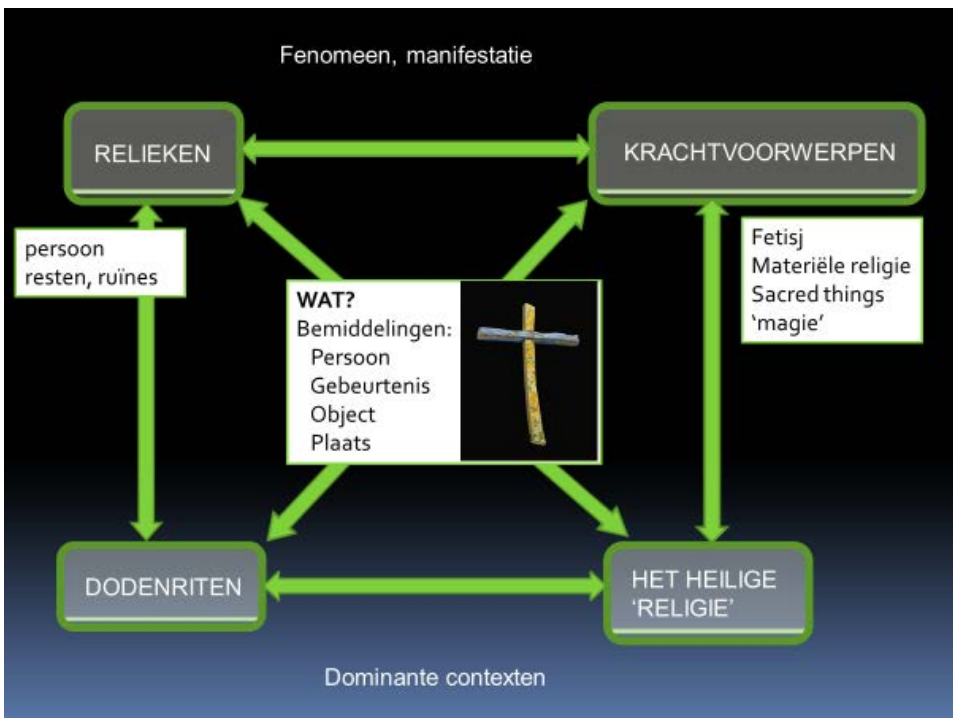 Fenomeen, manifestatie
RELIEKEN
KRACHTVOORWERPEN
persoon
resten, ruïnes
Fetisj
Materiële religie
Sacred things
‘magie’
WAT?
Bemiddelingen:
Persoon
Gebeurtenis
Object
Plaats
DODENRITEN
HET HEILIGE
‘RELIGIE’
Dominante contexten